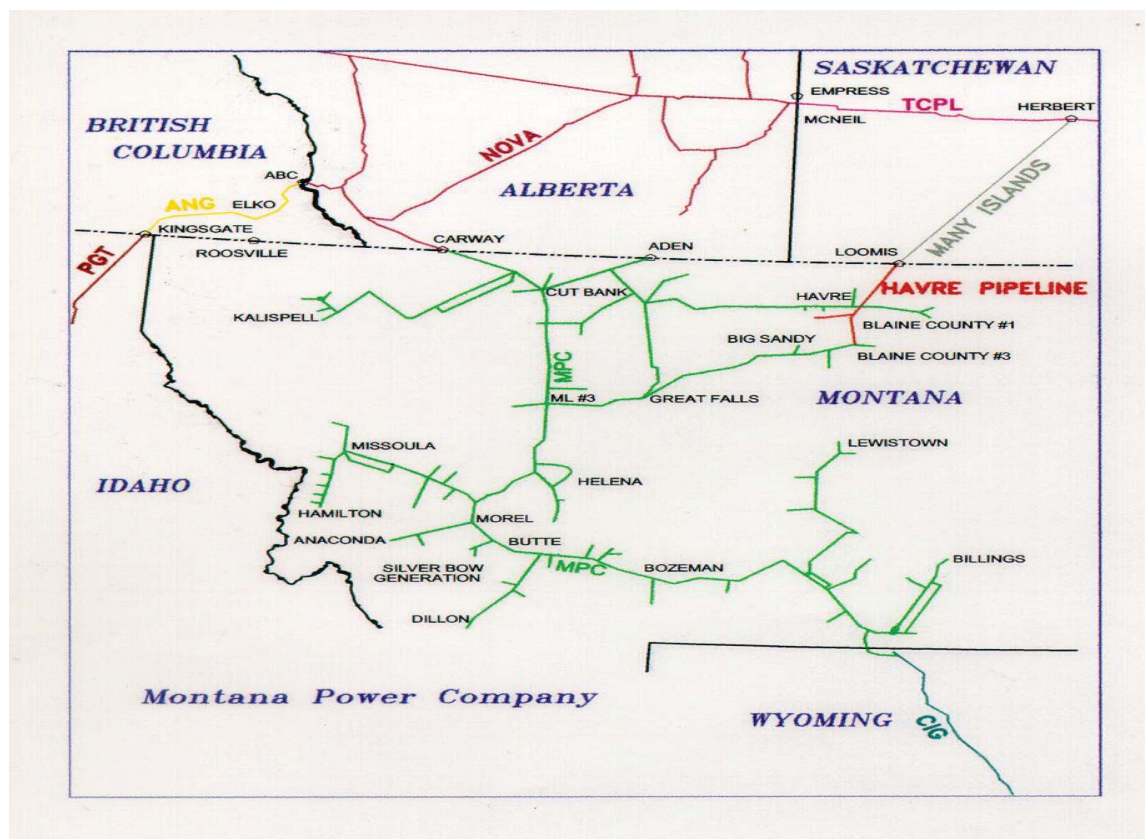 SASKATCHEWAN
EMPRESS
TCPL
HERBERT
MCNEIL
BRITISH
COLUMBIA
NOVA
ABC
ALBERTA
ANG
ELKO
MANY ISLANDS
KINGSGATE
CARWAY
ADEN
LOOMIS
ROOSVILLE
PGT
CUT BANK
HAVRE
HAVRE PIPELINE
KALISPELL
BLAINE COUNTY #1
BIG SANDY
BLAINE COUNTY #3
MPC
ML #3
GREAT FALLS
MONTANA
MISSOULA
LEWISTOWN
IDAHO
HELENA
HAMILTON
MOREL
ANACONDA
BUTTE
SILVER BOW
GENERATION
MPC
BOZEMAN
BILLINGS
DILLON
Montana Power Company
WYOMING
CIG